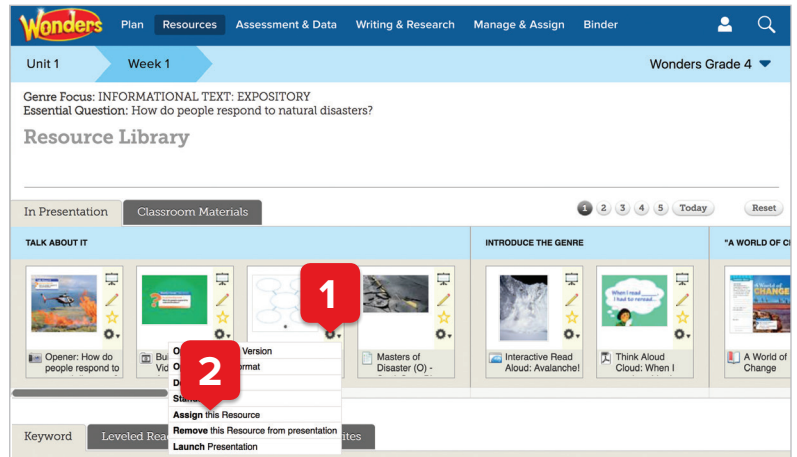 Wonders
Plan Resources Assessment & Data Writing & Research Manage & Assign Binder
Unit 1 Week 1 Wonders Grade 4
Genre Focus: INFORMATIONAL TEXT: EXPOSITORY
Essential Question: How do people respond to natural disasters?
Resource Library
In Presentation Classroom Materials 1 2 3 4 5 Today Reset
TALK ABOUT IT INTRODUCE THE GENRE "A WORLD OF
When I read
I had to reread...
CHANGE
1
Opener: How do
people respond to
Masters of
Disaster (O) -
Interactive Read
Aloud: Avalanche!
Think Aloud
Cloud: When I
A World of
Change
2
Version
Assign this Resource
Remove this Resource from presentation
Launch Presentation
Keyword Leveled